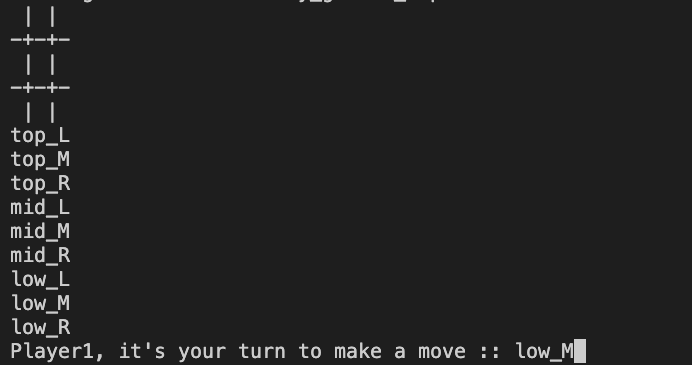 | |
-+-+-
 | |
-+-+-
 | |
top_L
top_M
top_R
mid_L
mid_M
mid_R
low_L
low_M
low_R
Player1, it's your turn to make a move :: low_M